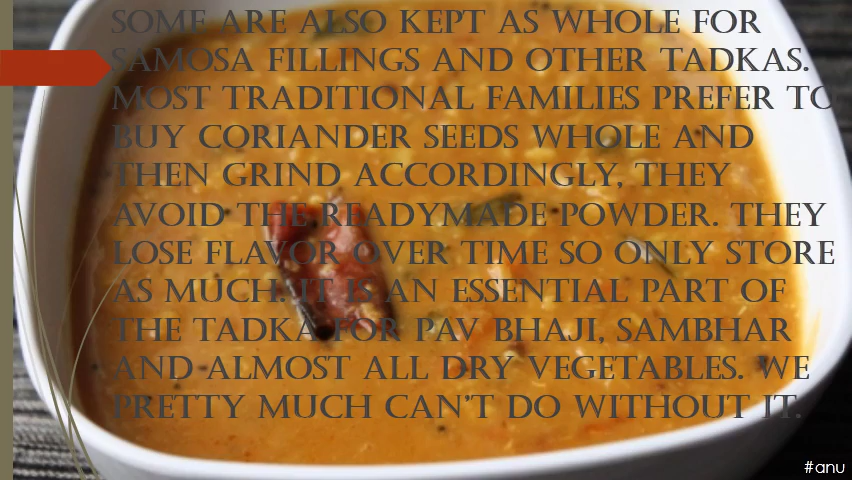 SOME ARE ALSO KEPT AS WHOLE FOR
SAMOSA FILLINGS AND OTHER TADKAS.
MOST TRADITIONAL FAMILIES PREFER TO
BUY CORIANDER SEEDS WHOLE AND
THEN GRIND ACCORDINGLY, THEY
AVOID THE READYMADE POWDER. THEY
LOSE FLAVOR OVER TIME SO ONLY STORE
AS MUCH. IT IS AN ESSENTIAL PART OF
THE TADKA FOR PAV BHAJI, SAMBHAR
AND ALMOST ALL DRY VEGETABLES. WE
PRETTY MUCH CAN'T DO WITHOUT IT.
#anu